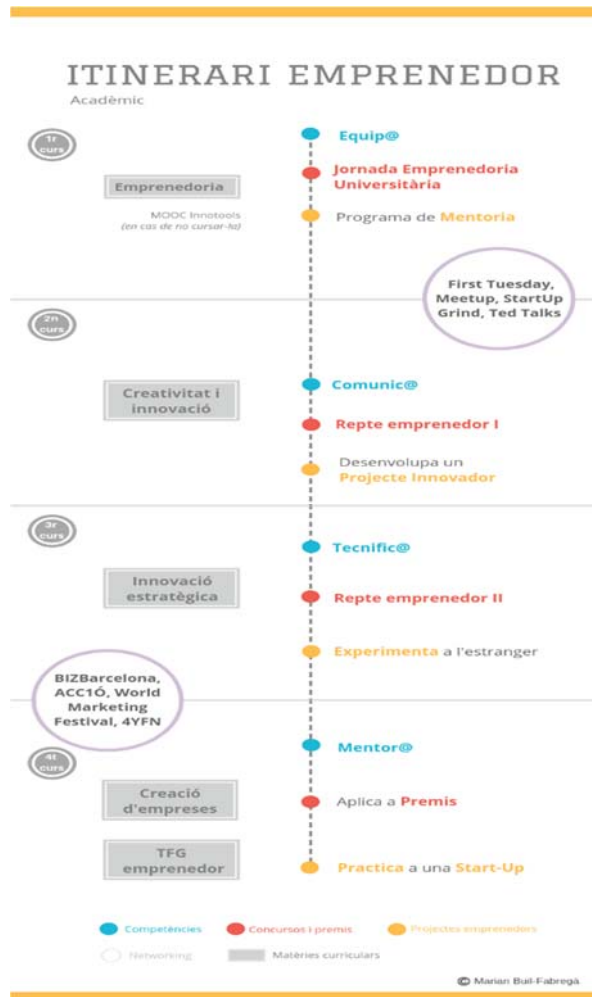 ITINERARI EMPRENEDOR
Acadèmic
1r
curs
Equip@
Jornada Emprenedoria
Universitària
Emprenedoria
MOOC Innotools
(en cas de no cursar-la)
Programa de Mentoria
First Tuesday,
Meetup, StartUp
Grind, Ted Talks
2n
curs
Comunic@
Creativitat i
innovació
Repte emprenedor I
Desenvolupa un
Projecte Innovador
3r
curs
Tecnific@
Innovació
estratègica
Repte emprenedor II
Experimenta a l'estranger
BIZBarcelona,
ACC1Ó, World
Marketing
Festival, 4YFN
4t
curs
Mentor@
Creació
d'empreses
Aplica a Premis
TFG
emprenedor
Practica a una Start-Up
Competències
Concursos i premis
Projectes emprenedors
Networking
Matèries curriculars
Marian Buil-Fabregà